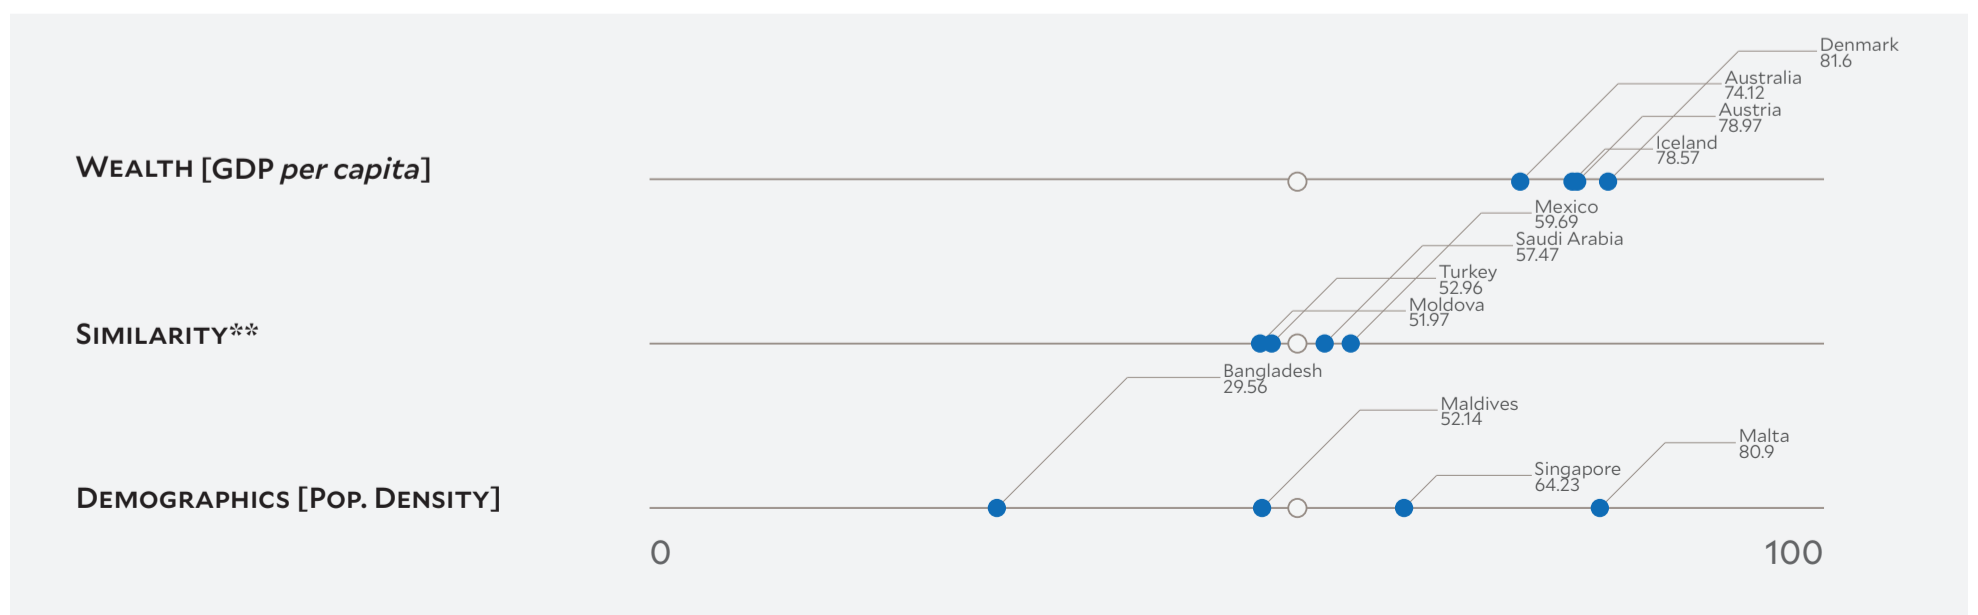 Denmark
81.6
Australia
74.12
Austria
78.97
Iceland
78.57
WEALTH [GDP per capita]
Mexico
59.69
Saudi Arabia
57.47
Turkey
52.96
Moldova
51.97
SIMILARITY**
Bangladesh
29.56
Maldives
52.14
Malta
80.9
Singapore
64.23
DEMOGRAPHICS [POP. DENSITY]
0 100